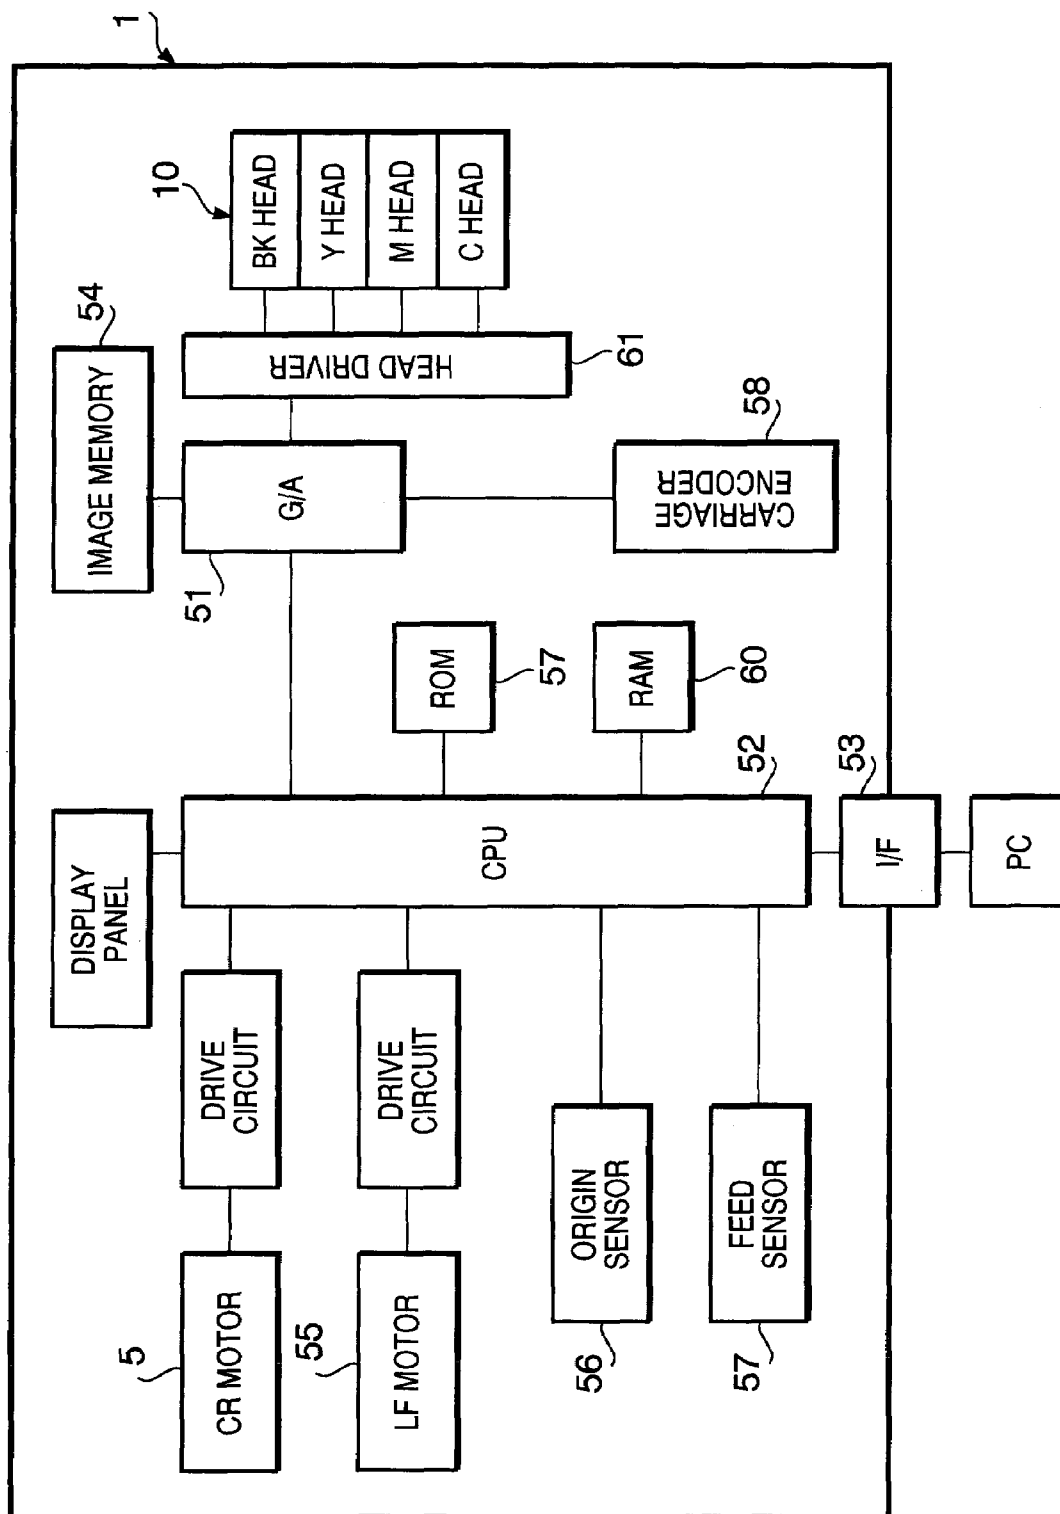 1
10
BK HEAD
Y HEAD
M HEAD
C HEAD
54
IMAGE MEMORY
HEAD DRIVER
61
G/A
51
CARRIAGE
ENCODER
58
ROM
57
RAM
60
DISPLAY
PANEL
CPU
52
I/F
53
PC
DRIVE
CIRCUIT
DRIVE
CIRCUIT
CR MOTOR
5
LF MOTOR
55
ORIGIN
SENSOR
56
FEED
SENSOR
57